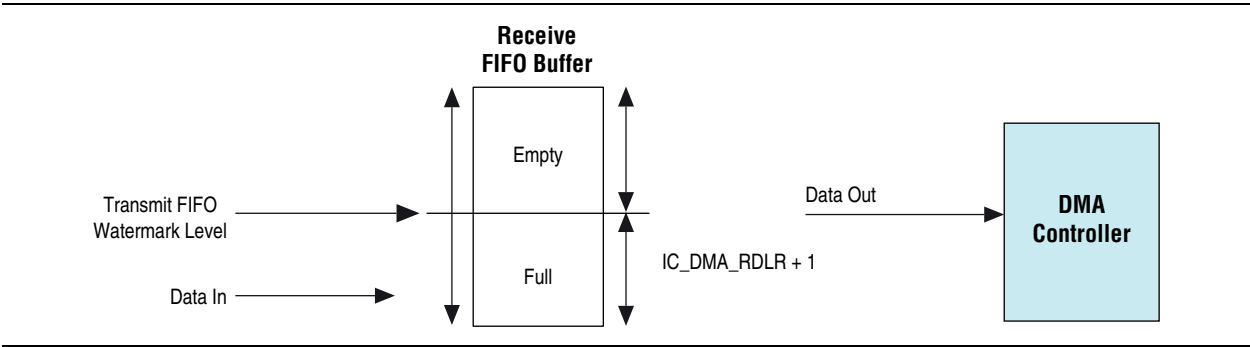 Receive
FIFO Buffer
Empty
Transmit FIFO
Watermark Level
Data Out
DMA
Controller
IC_DMA_RDLR + 1
Full
Data In